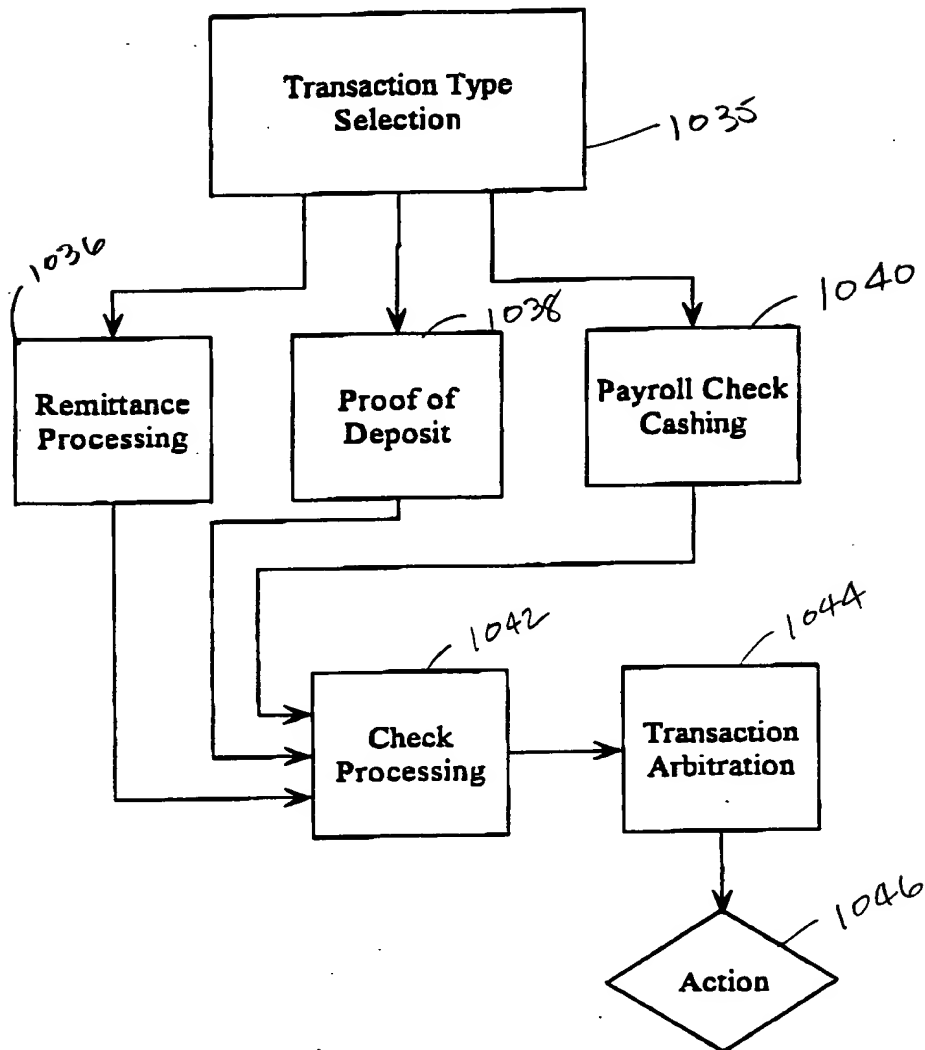 Transaction Type
Selection
1035
1036
1038
1040
Remittance
Processing
Proof of
Deposit
Payroll Check
Cashing
1042
1044
Check
Processing
Transaction
Arbitration
1046
Action